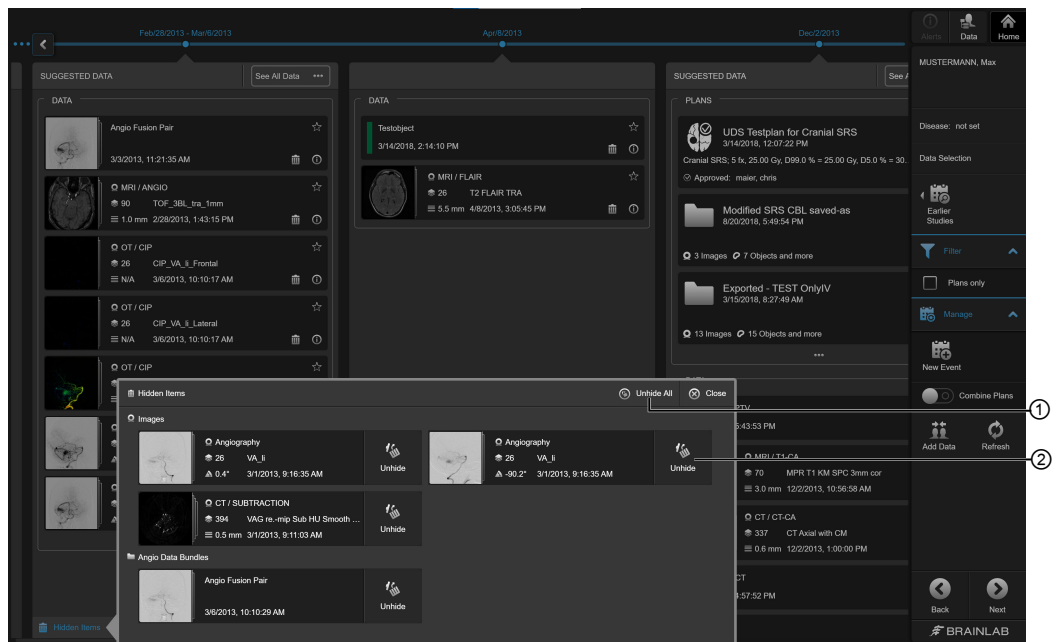 Feb/28/2013 - Mar/6/2013
Apr/8/2013
Dec/2/2013
Alerts
Data
Home
SUGGESTED DATA
See All Data
DATA
Angio Fusion Pair
3/3/2013, 11:21:35 AM
MRI / ANGIO
90 TOF_3BL_tra_1mm
1.0 mm 2/28/2013, 1:43:15 PM
OT / CIP
26 CIP_VA_li_Frontal
N/A 3/6/2013, 10:10:17 AM
OT / CIP
26 CIP_VA_li_Lateral
N/A 3/6/2013, 10:10:17 AM
OT / CIP
Hidden Items
DATA
Testobject
3/14/2018, 2:14:10 PM
MRI / FLAIR
26 T2 FLAIR TRA
5.5 mm 4/8/2013, 3:05:45 PM
SUGGESTED DATA
See A
PLANS
UDS Testplan for Cranial SRS
3/14/2018, 12:07:22 PM
Cranial SRS; 5 fx, 25.00 Gy, D99.0 % = 25.00 Gy, D5.0 % = 30.
Approved: maier, chris
Modified SRS CBL saved-as
8/20/2018, 5:49:54 PM
3 Images 7 Objects and more
Exported - TEST OnlyIV
3/15/2018, 8:27:49 AM
13 Images 15 Objects and more
PTV
5:43:53 PM
MRI / T1-CA
70 MPR T1 KM SPC 3mm cor
3.0 mm 12/2/2013, 10:56:58 AM
CT / CT-CA
337 CT Axial with CM
0.6 mm 12/2/2013, 1:00:00 PM
CT
3:57:52 PM
Hidden Items
Unhide All
Close
Images
Angiography
26 VA_li
0.4° 3/1/2013, 9:16:35 AM
Unhide
Angiography
26 VA_li
-90.2° 3/1/2013, 9:16:35 AM
Unhide
CT / SUBTRACTION
394 VAG re.-mip Sub HU Smooth ...
0.5 mm 3/1/2013, 9:11:03 AM
Unhide
Angio Data Bundles
Angio Fusion Pair
3/6/2013, 10:10:29 AM
Unhide
MUSTERMANN, Max
Disease: not set
Data Selection
Earlier
Studies
Filter
Plans only
Manage
New Event
Combine Plans
Add Data
Refresh
Back
Next
BRAINLAB
1
2